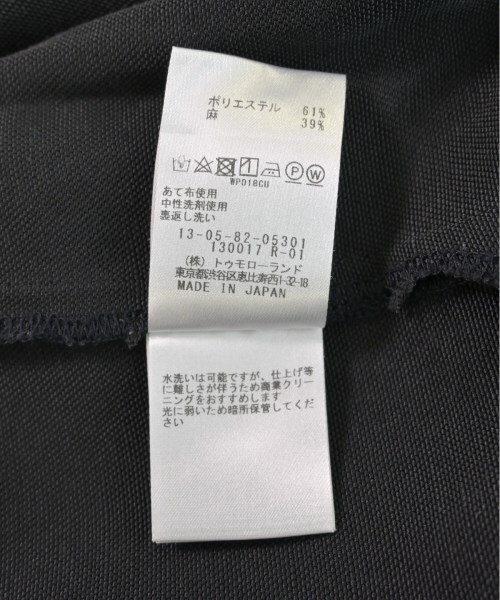 ポリエステル 61%
麻 39%
WP018CU
あて布使用
中性洗剤使用
裏返し洗い
13-05-82-05301
130017 R-01
(株) トゥモローランド
東京都渋谷区恵比寿西1-32-18
MADE IN JAPAN
水洗いは可能ですが、仕上げ等
に難しさが伴うため商業クリー
ニングをおすすめします
光に弱いため暗所保管してくだ
さい